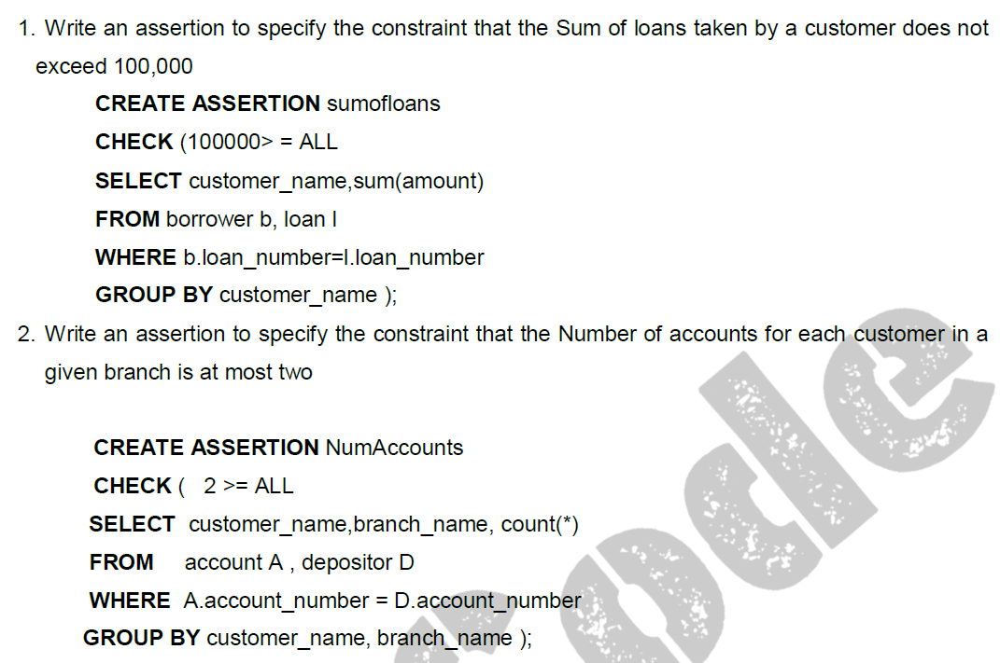 1. Write an assertion to specify the constraint that the Sum of loans taken by a customer does not
exceed 100,000
CREATE ASSERTION sumofloans
CHECK (100000> = ALL
SELECT customer_name,sum(amount)
FROM borrower b, loan l
WHERE b.loan_number=l.loan_number
GROUP BY customer_name );
2. Write an assertion to specify the constraint that the Number of accounts for each customer in a
given branch is at most two
CREATE ASSERTION NumAccounts
CHECK ( 2 >= ALL
SELECT customer_name,branch_name, count(*)
FROM account A , depositor D
WHERE A.account_number = D.account_number
GROUP BY customer_name, branch_name );